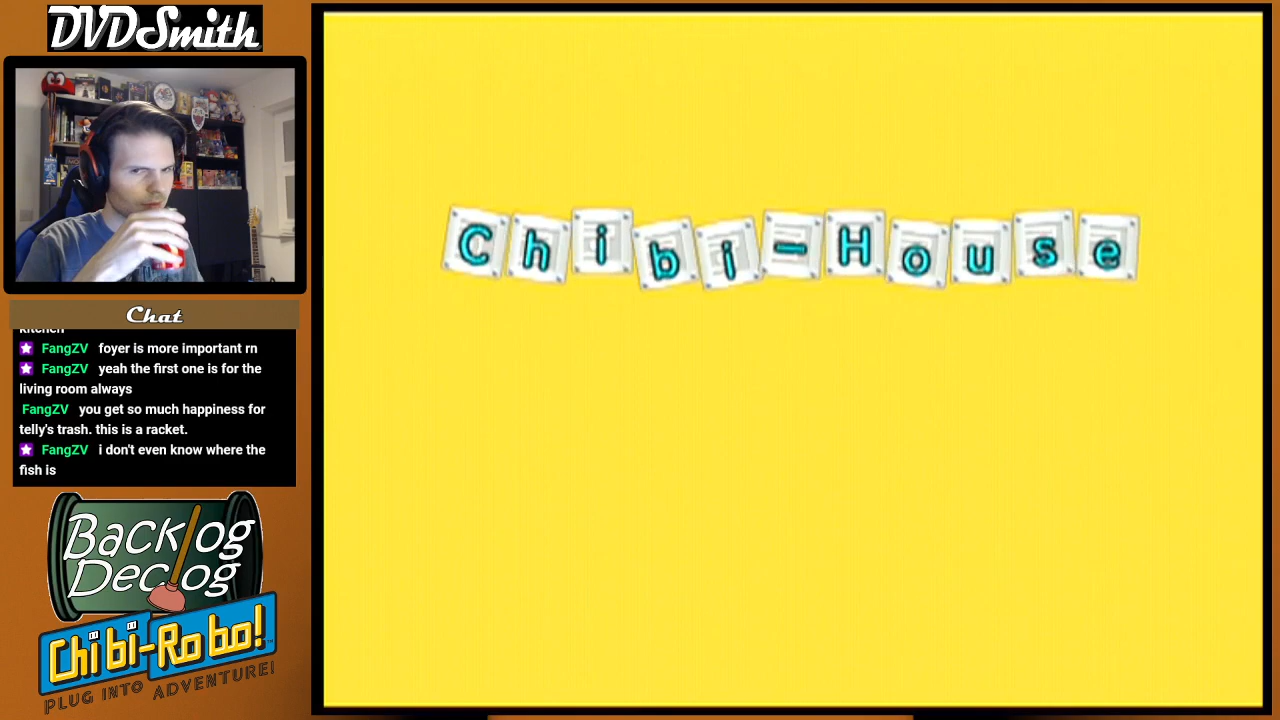 DVDSmith
Chat
kitchen
FangZV foyer is more important rn
FangZV yeah the first one is for the
living room always
FangZV you get so much happiness for
telly's trash. this is a racket.
FangZV i don't even know where the
fish is
Backlog
Declog
Chibi-Robo!
PLUG INTO ADVENTURE!
Chibi-House